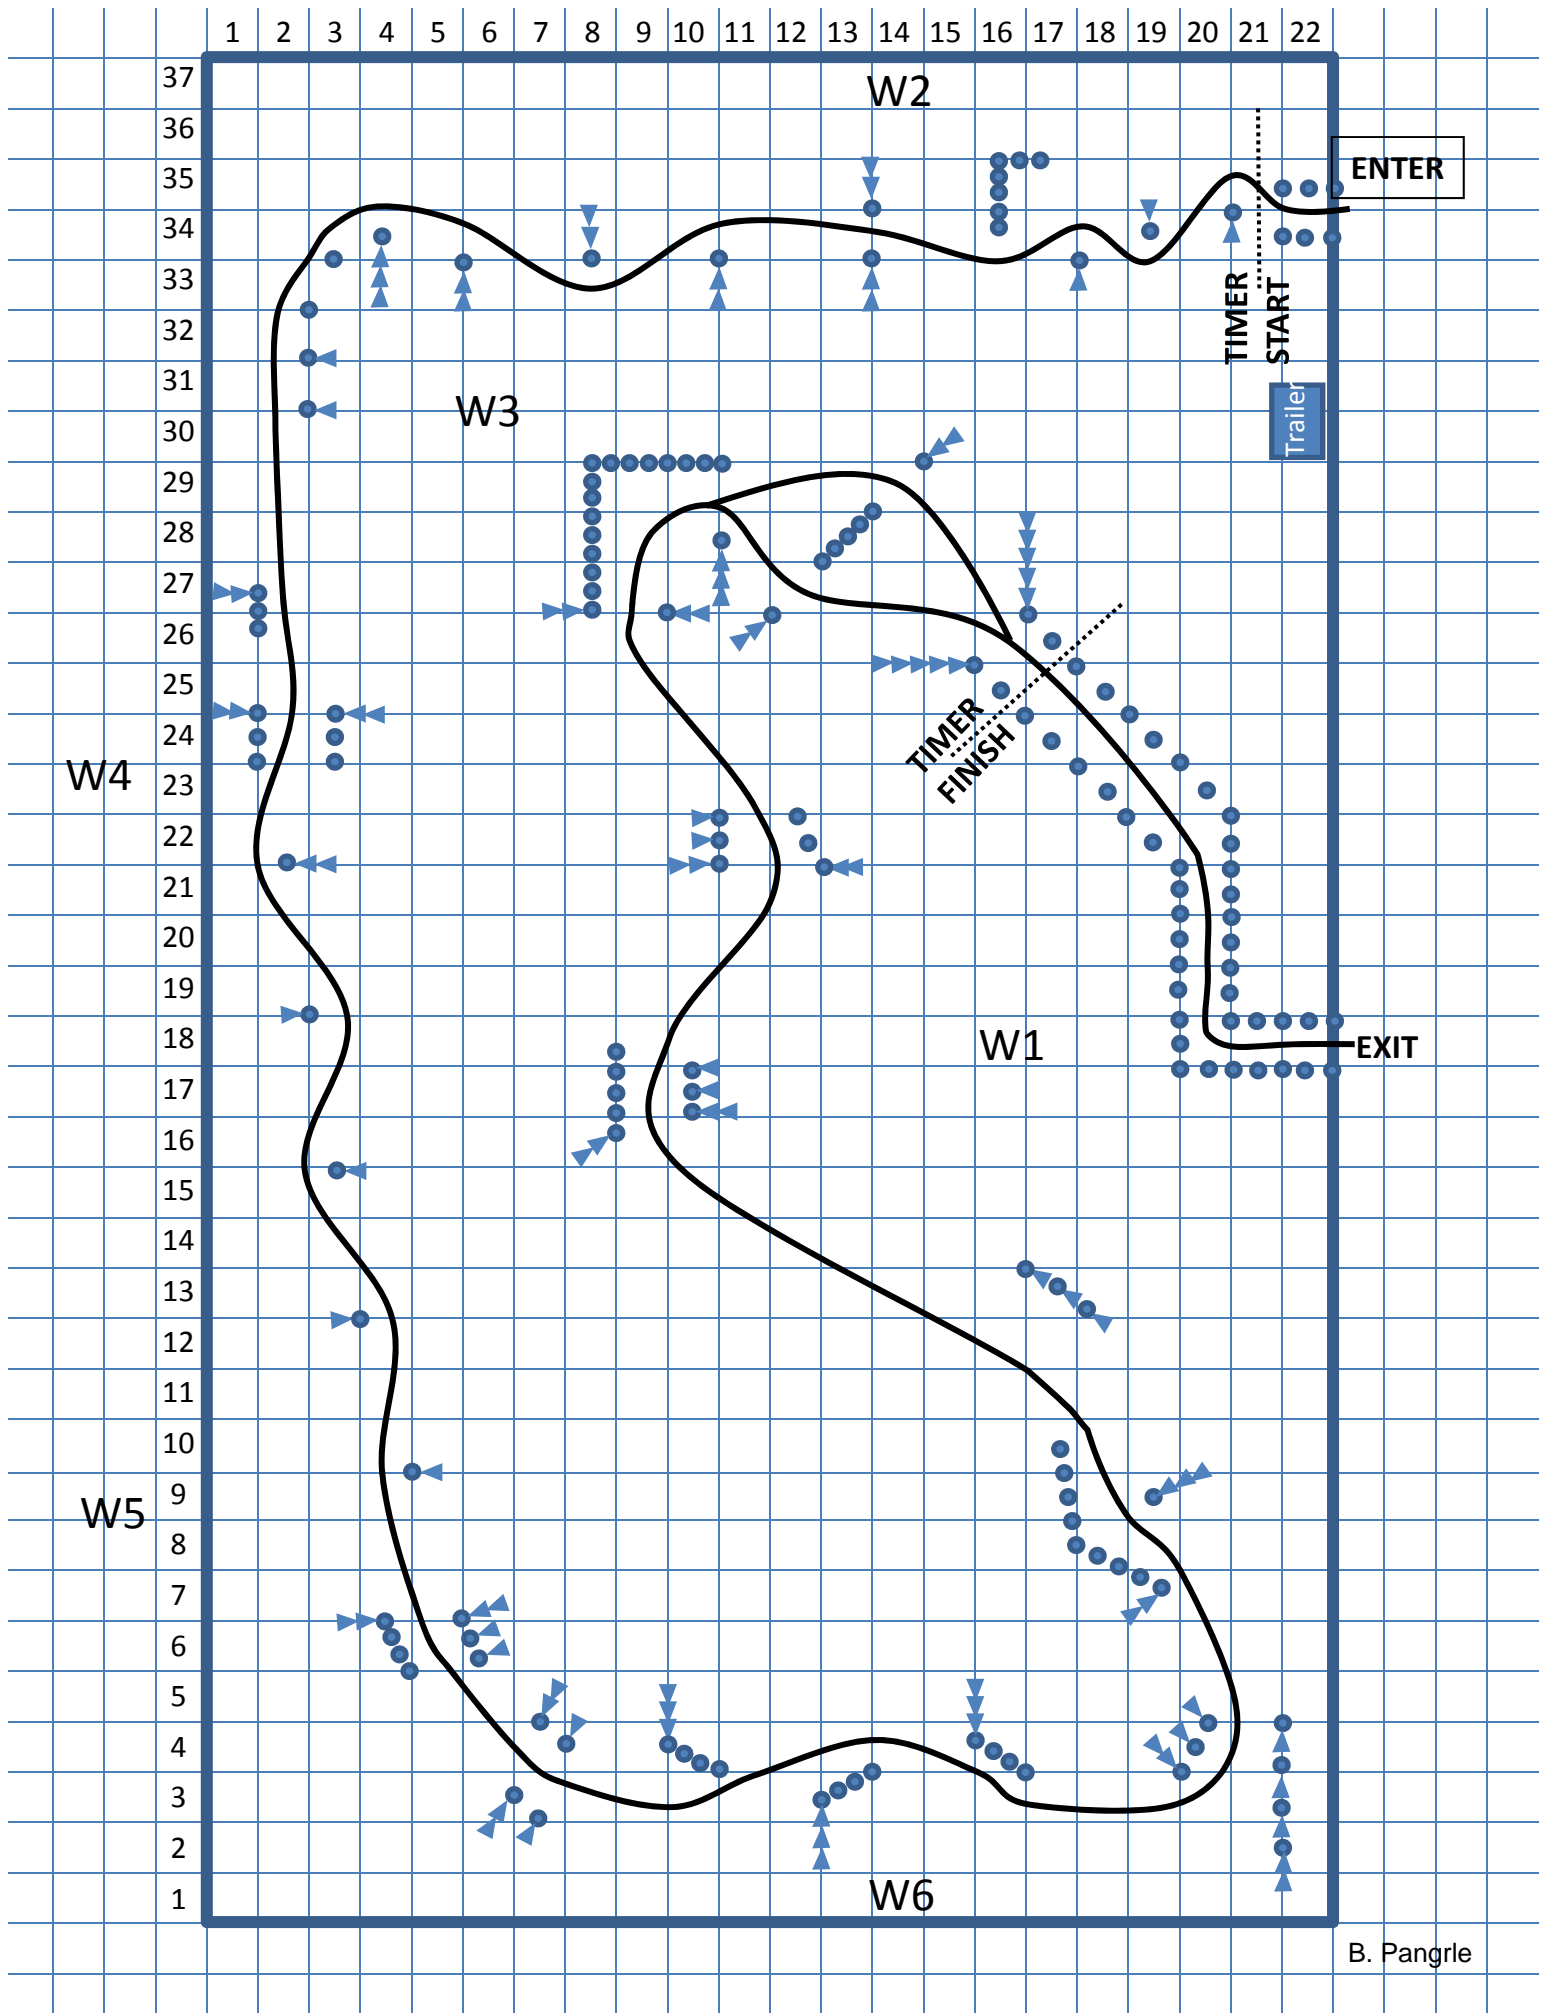 1 2 3 4 5 6 7 8 9 10 11 12 13 14 15 16 17 18 19 20 21 22
37
W2
36
35
ENTER
34
33
TIMER
START
32
31
Trailer
W3
30
29
28
27
26
25
TIMER
FINISH
24
W4
23
22
21
20
19
18
W1
EXIT
17
16
15
14
13
12
11
10
9
W5
8
7
6
5
4
3
2
1
W6
B. Pangrle